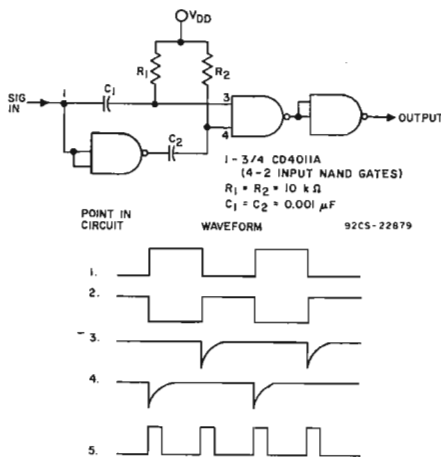 VDD
R1
R2
SIG
IN
1
C1
3
4
C2
OUTPUT
1 - 3/4 CD4011A
(4-2 INPUT NAND GATES)
R1 = R2 = 10 k Ω
C1 = C2 = 0.001 µF
POINT IN
CIRCUIT
WAVEFORM
92CS-22879
1.
2.
3.
4.
5.